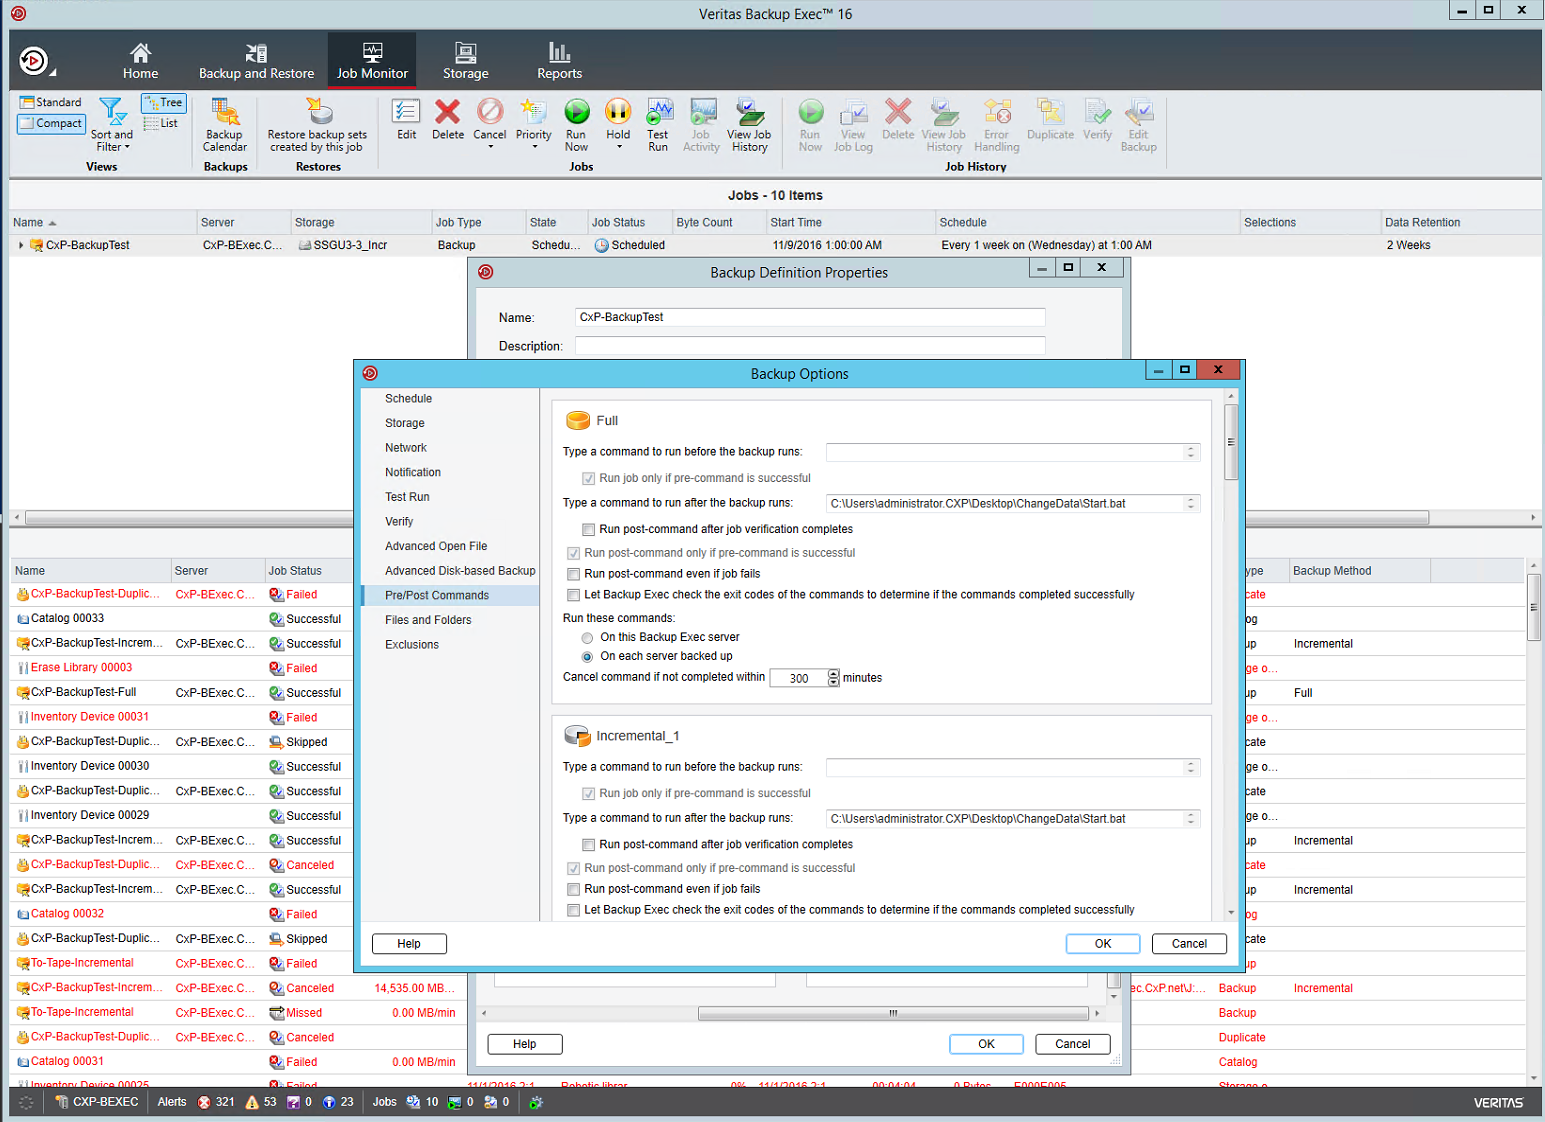 Veritas Backup Exec™ 16
Home
Backup and Restore
Job Monitor
Storage
Reports
Standard
Compact
Sort and Filter
Tree
List
Views
Backup Calendar
Backups
Restore backup sets created by this job
Restores
Edit
Delete
Cancel
Priority
Run Now
Hold
Test Run
Job Activity
View Job History
Jobs
Run Now
View Job Log
Delete
View Job History
Error Handling
Duplicate
Verify
Edit Backup
Job History
Jobs - 10 Items
Name Server Storage Job Type State Job Status Byte Count Start Time Schedule Selections Data Retention
CxP-BackupTest CxP-BExec.C... SSGU3-3_Incr Backup Schedu... Scheduled 11/9/2016 1:00:00 AM Every 1 week on (Wednesday) at 1:00 AM 2 Weeks
Backup Definition Properties
Name: CxP-BackupTest
Description:
Backup Options
Schedule
Storage
Network
Notification
Test Run
Verify
Advanced Open File
Advanced Disk-based Backup
Pre/Post Commands
Files and Folders
Exclusions
Full
Type a command to run before the backup runs:
Run job only if pre-command is successful
Type a command to run after the backup runs: C:\Users\administrator.CXP\Desktop\ChangeData\Start.bat
Run post-command after job verification completes
Run post-command only if pre-command is successful
Run post-command even if job fails
Let Backup Exec check the exit codes of the commands to determine if the commands completed successfully
Run these commands:
On this Backup Exec server
On each server backed up
Cancel command if not completed within 300 minutes
Incremental_1
Type a command to run before the backup runs:
Run job only if pre-command is successful
Type a command to run after the backup runs: C:\Users\administrator.CXP\Desktop\ChangeData\Start.bat
Run post-command after job verification completes
Run post-command only if pre-command is successful
Run post-command even if job fails
Let Backup Exec check the exit codes of the commands to determine if the commands completed successfully
Help OK Cancel
Help OK Cancel
Name Server Job Status ype Backup Method
CxP-BackupTest-Duplic... CxP-BExec.C... Failed cate
Catalog 00033 Successful og
CxP-BackupTest-Increm... CxP-BExec.C... Successful up Incremental
Erase Library 00003 Failed ge o...
CxP-BackupTest-Full CxP-BExec.C... Successful up Full
Inventory Device 00031 Failed ge o...
CxP-BackupTest-Duplic... CxP-BExec.C... Skipped cate
Inventory Device 00030 Successful ge o...
CxP-BackupTest-Duplic... CxP-BExec.C... Successful cate
Inventory Device 00029 Successful ge o...
CxP-BackupTest-Increm... CxP-BExec.C... Successful up Incremental
CxP-BackupTest-Duplic... CxP-BExec.C... Canceled cate
CxP-BackupTest-Increm... CxP-BExec.C... Successful up Incremental
Catalog 00032 Failed og
CxP-BackupTest-Duplic... CxP-BExec.C... Skipped cate
To-Tape-Incremental CxP-BExec.C... Failed up
CxP-BackupTest-Increm... CxP-BExec.C... Canceled 14,535.00 MB... ec.CxP.net\J:... Backup Incremental
To-Tape-Incremental Missed 0.00 MB/min Backup
CxP-BackupTest-Duplic... CxP-BExec.C... Canceled Duplicate
Catalog 00031 Failed 0.00 MB/min Catalog
Inventory Device 00025 Failed 11/1/2016 2:1... Robotic librar... 0% 11/1/2016 2:1... 00:04:04 0 Bytes E000E005 Storage o...
CXP-BEXEC Alerts 321 53 0 23 Jobs 10 0 0
VERITAS